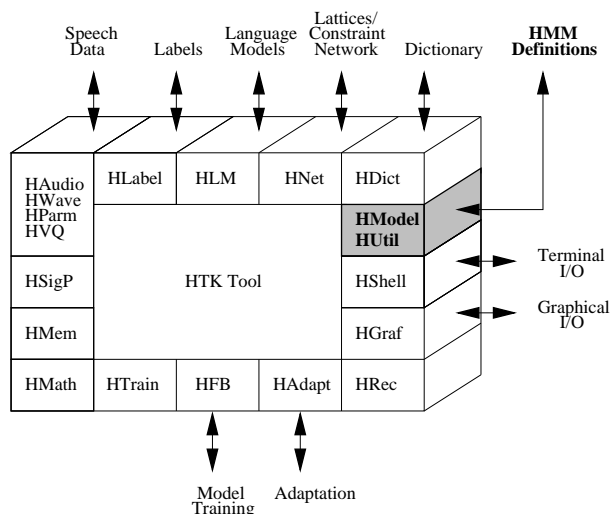 Speech
Data
Labels
Language
Models
Lattices/
Constraint
Network
Dictionary
HMM
Definitions
HAudio
HWave
HParm
HVQ
HLabel
HLM
HNet
HDict
HModel
HUtil
HTK Tool
HSigP
HShell
Terminal
I/O
HMem
HGraf
Graphical
I/O
HMath
HTrain
HFB
HAdapt
HRec
Model
Training
Adaptation